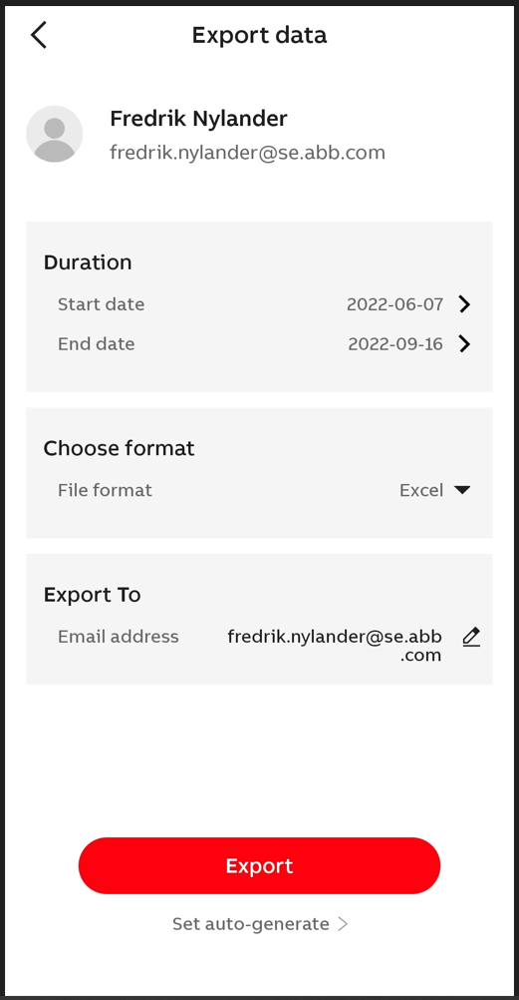 Export data
Fredrik Nylander
fredrik.nylander@se.abb.com
Duration
Start date 2022-06-07
End date 2022-09-16
Choose format
File format Excel
Export To
Email address fredrik.nylander@se.abb
.com
Export
Set auto-generate